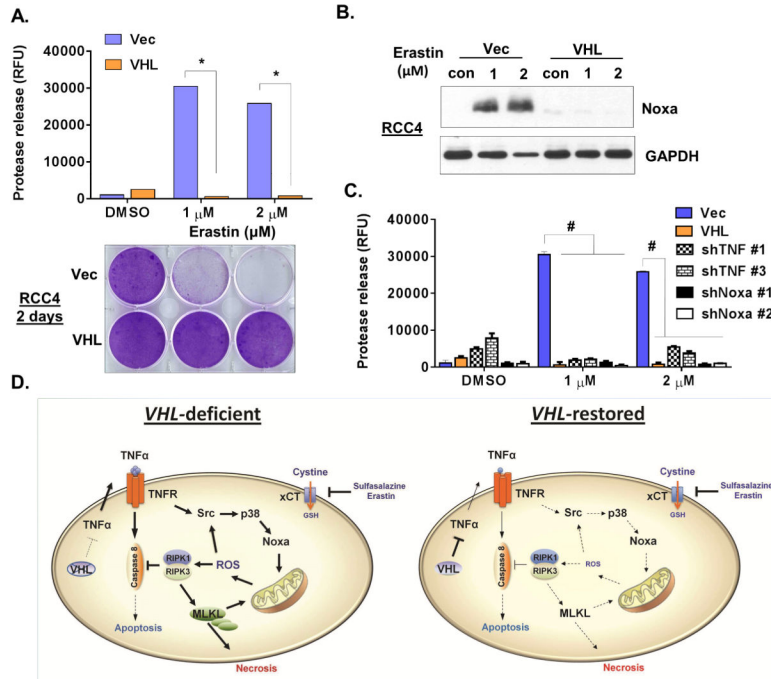 A.
Protease release (RFU)
40000
30000
20000
10000
0
Vec
VHL
*
*
DMSO
1 μM
2 μM
Erastin (μM)
RCC4
2 days
Vec
VHL
B.
Erastin
(μM)
Vec
VHL
con 1 2 con 1 2
RCC4
Noxa
GAPDH
C.
Protease release (RFU)
40000
30000
20000
10000
0
#
#
Vec
VHL
shTNF #1
shTNF #3
shNoxa #1
shNoxa #2
DMSO
1 μM
2 μM
D.
VHL-deficient
TNFα
TNFR
TNFα
VHL
Caspase 8
Apoptosis
Src
p38
Noxa
ROS
RIPK1
RIPK3
MLKL
Necrosis
Cystine
xCT
GSH
Sulfasalazine
Erastin
VHL-restored
TNFα
TNFR
TNFα
VHL
Caspase 8
Apoptosis
Src
p38
Noxa
ROS
RIPK1
RIPK3
MLKL
Necrosis
Cystine
xCT
GSH
Sulfasalazine
Erastin